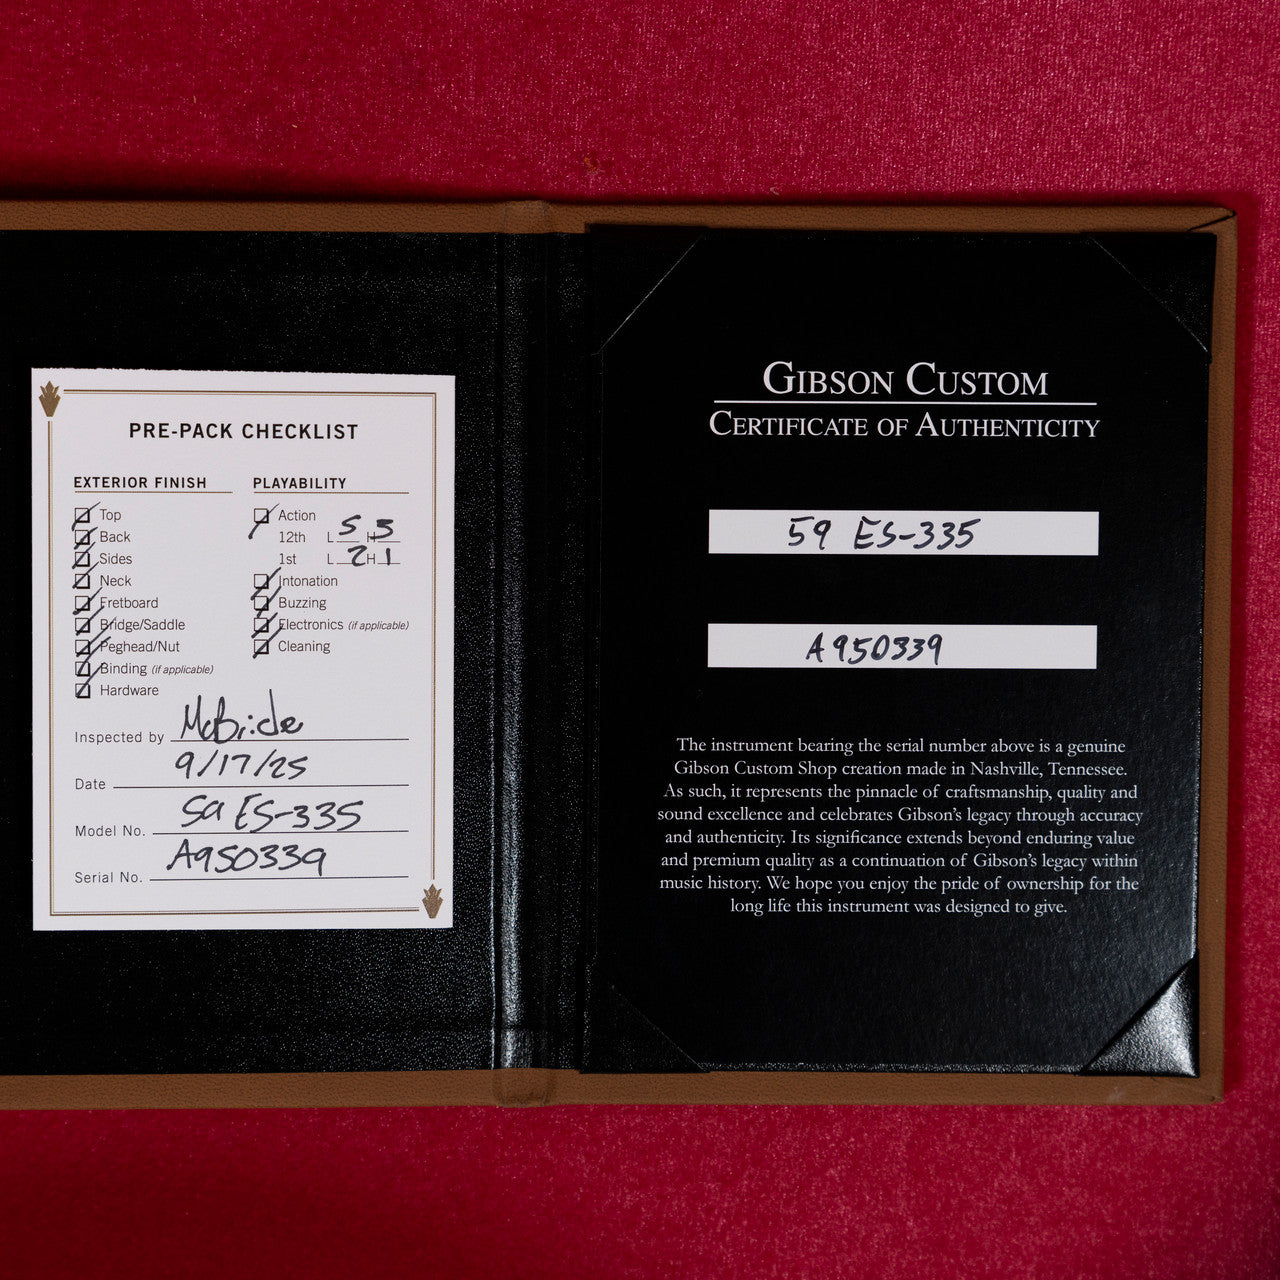 PRE-PACK CHECKLIST
EXTERIOR FINISH
Top
Back
Sides
Neck
Fretboard
Bridge/Saddle
Peghead/Nut
Binding (if applicable)
Hardware
PLAYABILITY
Action
12th L 5 H 3
1st L 2 H 1
Intonation
Buzzing
Electronics (if applicable)
Cleaning
Inspected by McBride
Date 9/17/25
Model No. 59 ES-335
Serial No. A950339
GIBSON CUSTOM
CERTIFICATE OF AUTHENTICITY
59 ES-335
A950339
The instrument bearing the serial number above is a genuine
Gibson Custom Shop creation made in Nashville, Tennessee.
As such, it represents the pinnacle of craftsmanship, quality and
sound excellence and celebrates Gibson's legacy through accuracy
and authenticity. Its significance extends beyond enduring value
and premium quality as a continuation of Gibson's legacy within
music history. We hope you enjoy the pride of ownership for the
long life this instrument was designed to give.